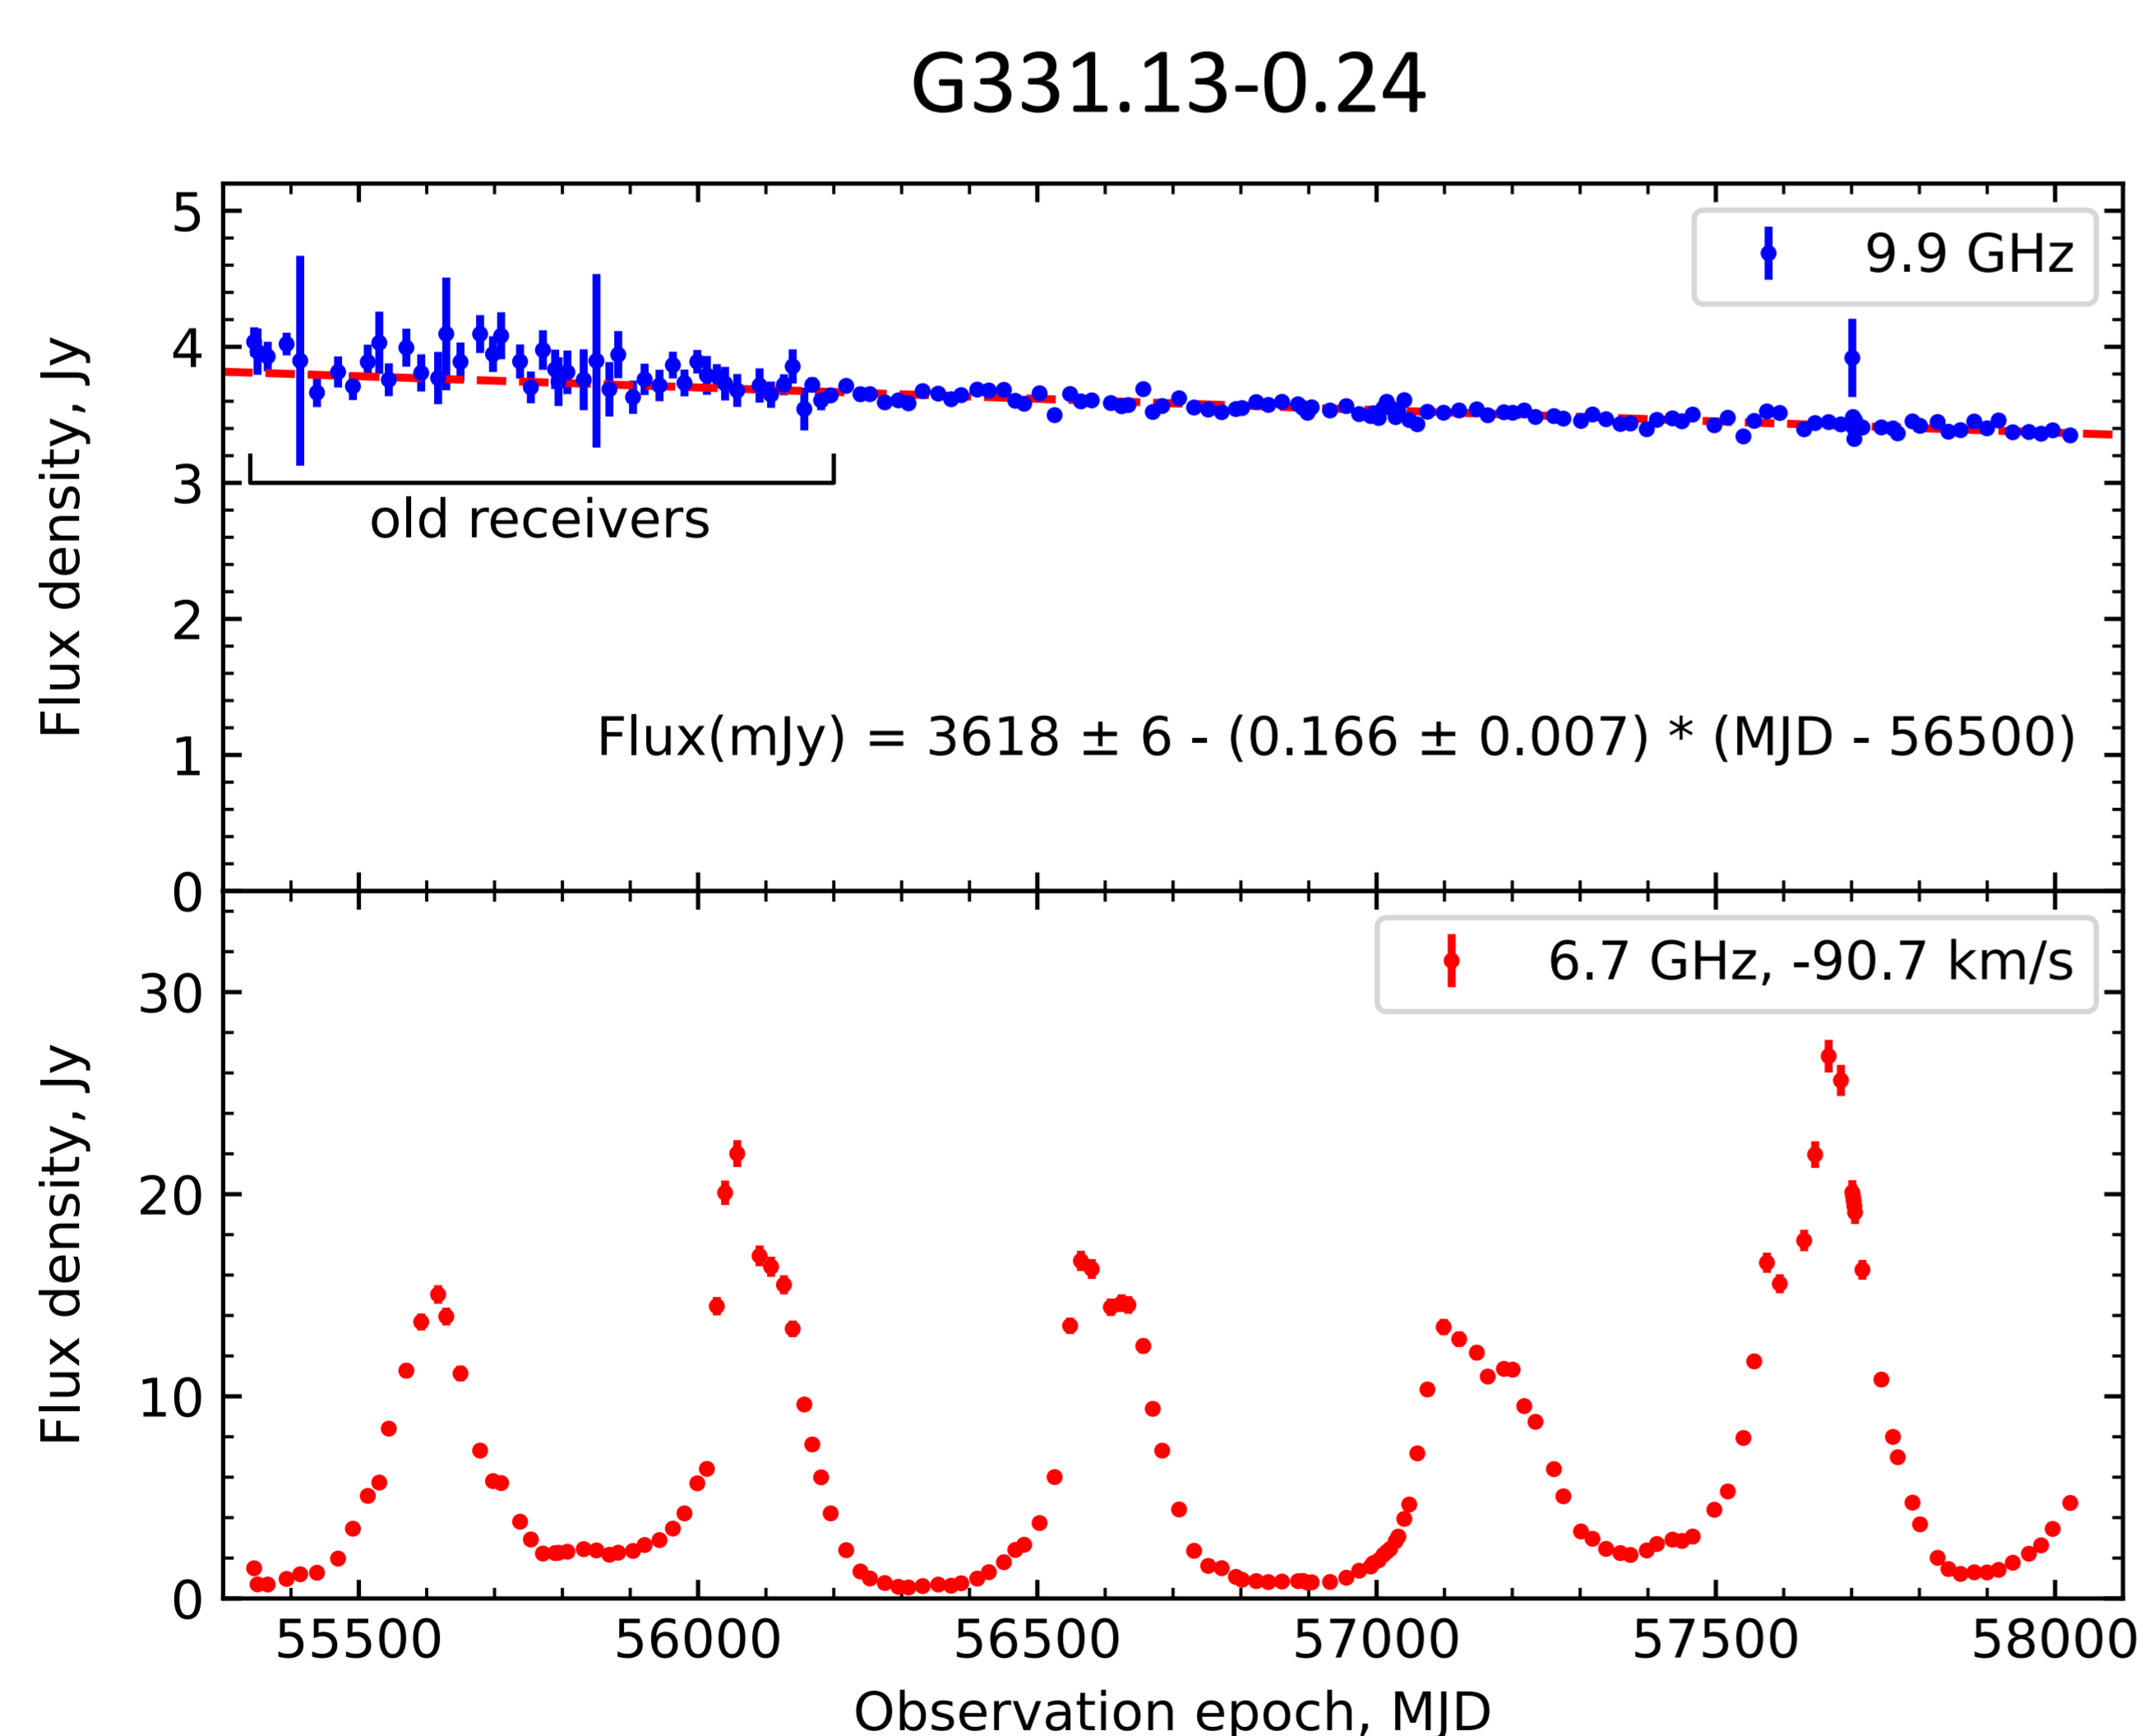 G331.13-0.24
5
4
3
2
1
0
Flux density, Jy
9.9 GHz
old receivers
Flux(mJy) = 3618 ± 6 - (0.166 ± 0.007) * (MJD - 56500)
30
20
10
0
Flux density, Jy
6.7 GHz, -90.7 km/s
55500 56000 56500 57000 57500 58000
Observation epoch, MJD